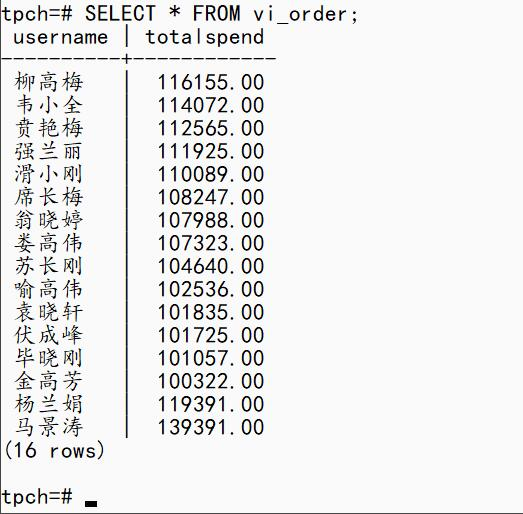 tpch=# SELECT * FROM vi_order;
 username | totalspend
----------+------------
 柳高梅 | 116155.00
 韦小全 | 114072.00
 贲艳梅 | 112565.00
 强兰丽 | 111925.00
 滑小刚 | 110089.00
 席长梅 | 108247.00
 翁晓婷 | 107988.00
 娄高伟 | 107323.00
 苏长刚 | 104640.00
 喻高伟 | 102536.00
 袁晓轩 | 101835.00
 伏成峰 | 101725.00
 毕晓刚 | 101057.00
 金高芳 | 100322.00
 杨兰娟 | 119391.00
 马景涛 | 139391.00
(16 rows)
tpch=#